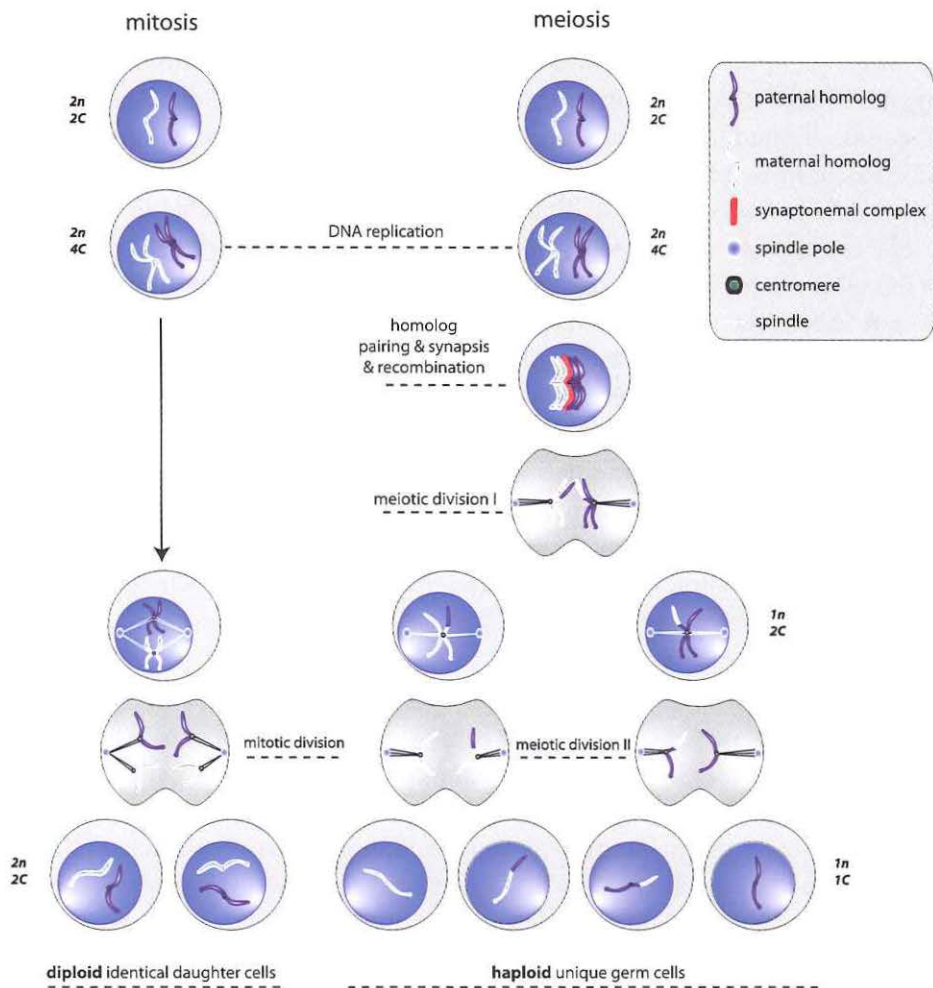 mitosis
meiosis
2n
2C
2n
2C
paternal homolog
maternal homolog
synaptonemal complex
spindle pole
centromere
spindle
2n
4C
DNA replication
2n
4C
homolog
pairing & synapsis
& recombination
meiotic division I
1n
2C
mitotic division
meiotic division II
2n
2C
1n
1C
diploid identical daughter cells
haploid unique germ cells